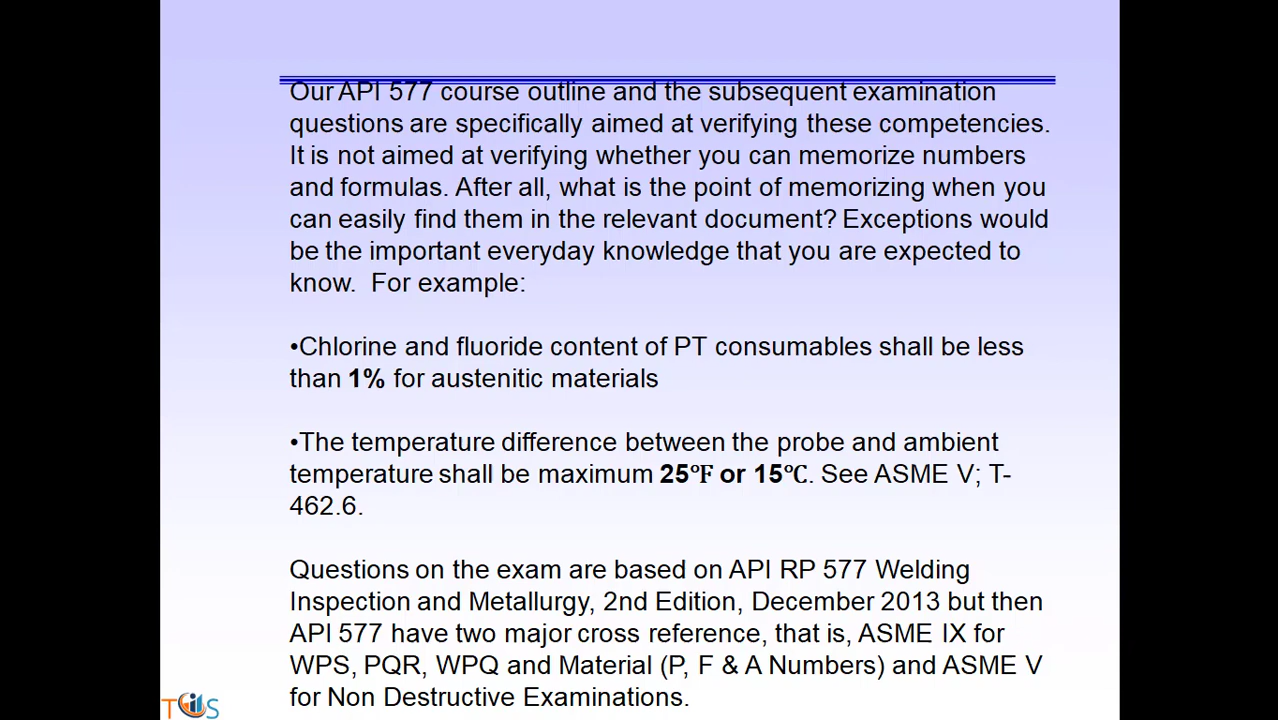 Our API 577 course outline and the subsequent examination
questions are specifically aimed at verifying these competencies.
It is not aimed at verifying whether you can memorize numbers
and formulas. After all, what is the point of memorizing when you
can easily find them in the relevant document? Exceptions would
be the important everyday knowledge that you are expected to
know.  For example:
•Chlorine and fluoride content of PT consumables shall be less
than 1% for austenitic materials
•The temperature difference between the probe and ambient
temperature shall be maximum 25℉ or 15℃. See ASME V; T-
462.6.
Questions on the exam are based on API RP 577 Welding
Inspection and Metallurgy, 2nd Edition, December 2013 but then
API 577 have two major cross reference, that is, ASME IX for
WPS, PQR, WPQ and Material (P, F & A Numbers) and ASME V
for Non Destructive Examinations.